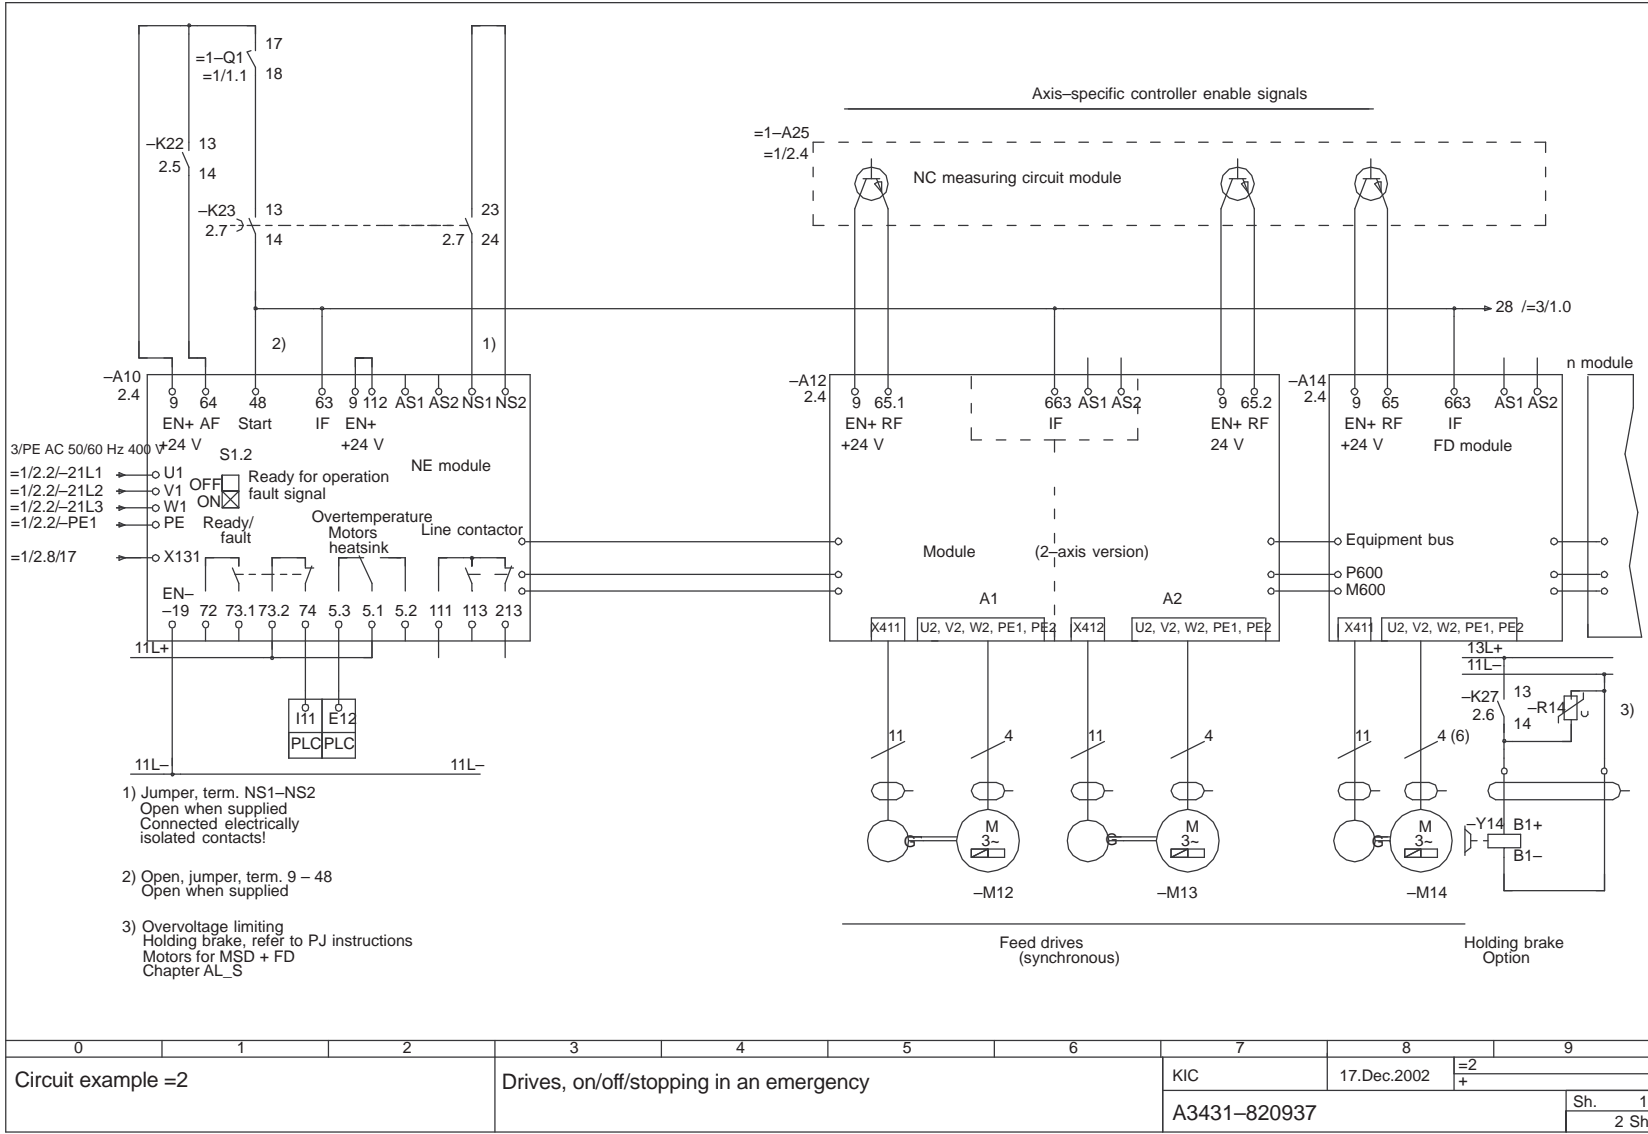 17
=1–Q1
=1/1.1
18
Axis–specific controller enable signals
=1–A25
=1/2.4
NC measuring circuit module
–K22
13
2.5
14
–K23
13
2.7
14
23
2.7
24
28 /=3/1.0
2)
1)
n module
–A10
2.4
9 64 48 63 9 112 AS1 AS2 NS1 NS2
EN+ AF Start IF EN+
+24 V +24 V
–A12
2.4
9 65.1 663 AS1 AS2 9 65.2
EN+ RF IF EN+ RF
+24 V 24 V
–A14
2.4
9 65 663 AS1 AS2
EN+ RF IF
+24 V FD module
3/PE AC 50/60 Hz 400 V
S1.2
NE module
=1/2.2/–21L1 U1
=1/2.2/–21L2 V1
=1/2.2/–21L3 W1
=1/2.2/–PE1 PE
OFF
ON
Ready for operation
fault signal
Ready/
fault
Overtemperature
Motors
heatsink
Line contactor
=1/2.8/17 X131
EN–
–19 72 73.1 73.2 74 5.3 5.1 5.2 111 113 213
Module (2–axis version)
Equipment bus
P600
M600
A1 A2
X411 U2, V2, W2, PE1, PE2 X412 U2, V2, W2, PE1, PE2
X411 U2, V2, W2, PE1, PE2
11L+
13L+
11L–
I11 E12
PLC PLC
–K27
2.6
13
14
–R14
3)
11 4 11 4 11 4 (6)
11L– 11L–
G M
3~
G M
3~
G M
3~
–Y14 B1+
B1–
–M12 –M13 –M14
1) Jumper, term. NS1–NS2
Open when supplied
Connected electrically
isolated contacts!
2) Open, jumper, term. 9 – 48
Open when supplied
3) Overvoltage limiting
Holding brake, refer to PJ instructions
Motors for MSD + FD
Chapter AL_S
Feed drives
(synchronous)
Holding brake
Option
0 1 2 3 4 5 6 7 8 9
Circuit example =2
Drives, on/off/stopping in an emergency
KIC
17.Dec.2002
=2
+
A3431–820937
Sh. 1
2 Sh